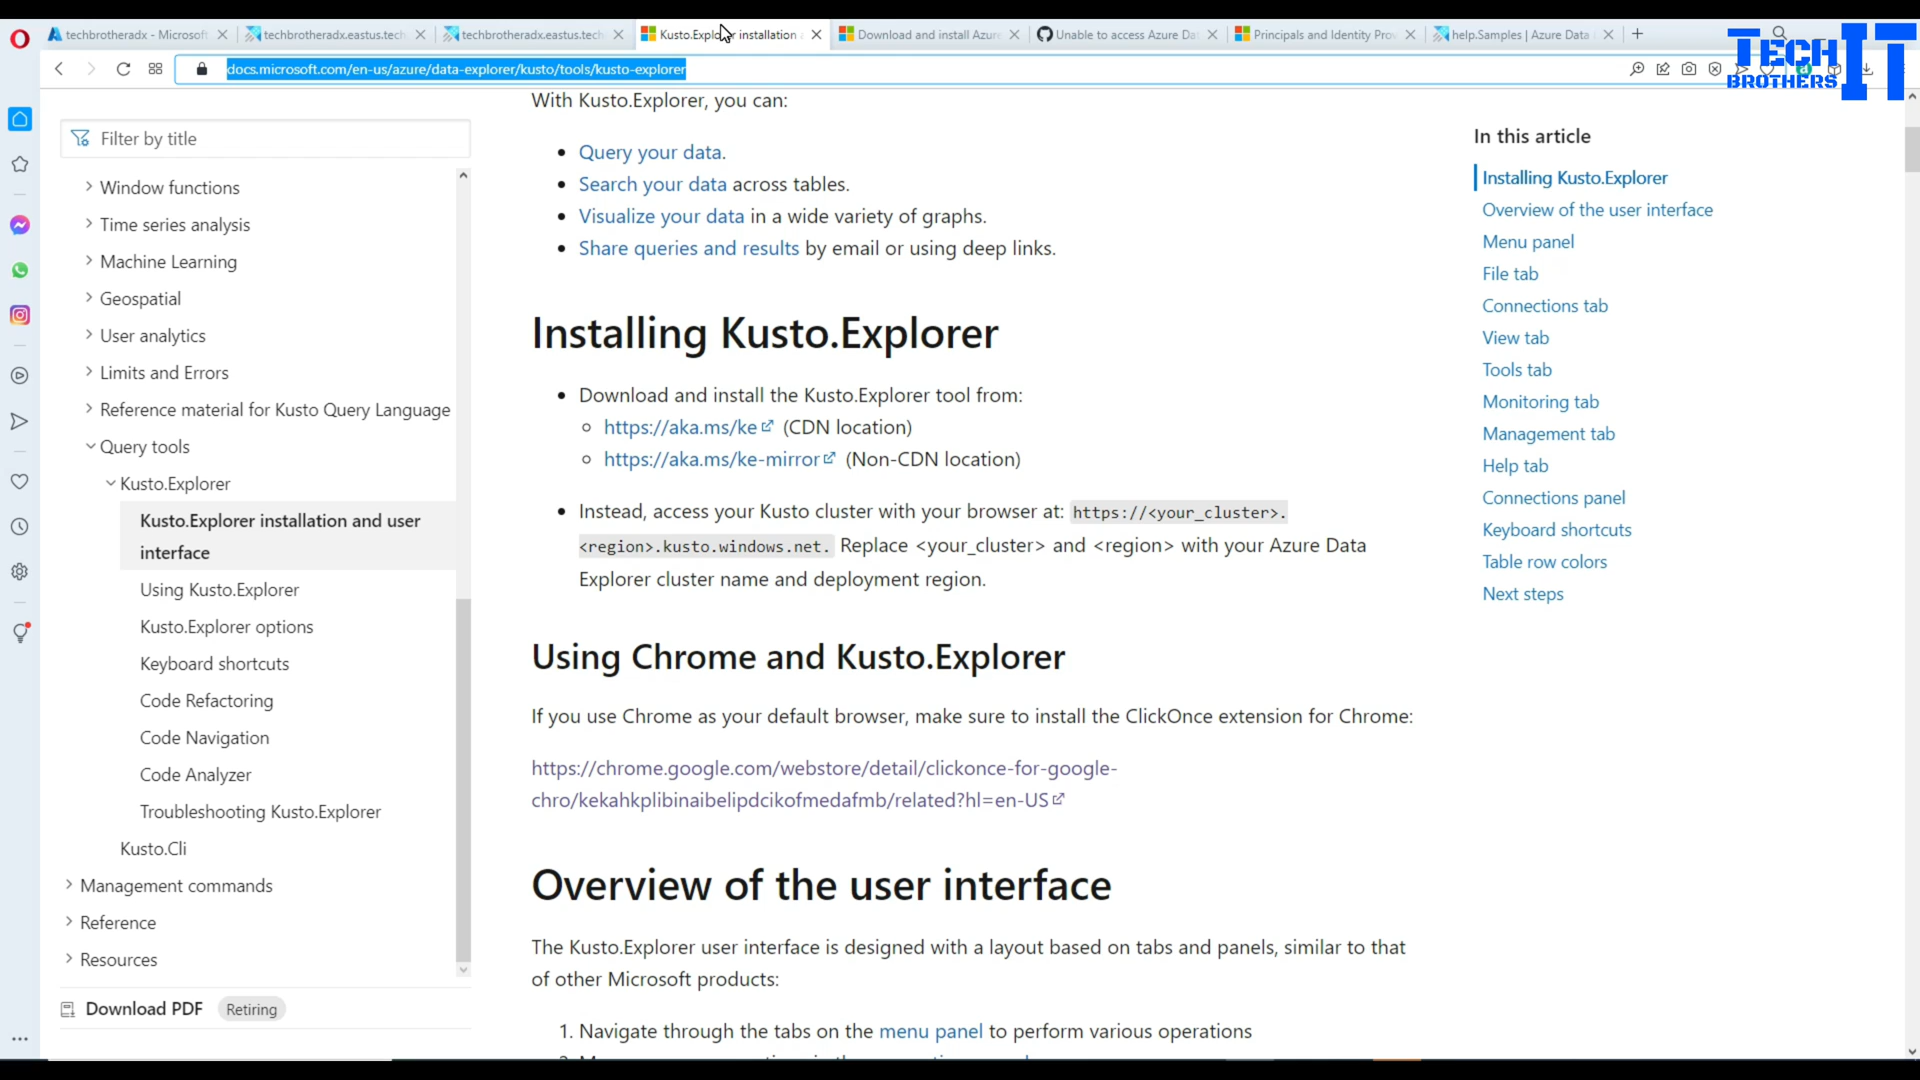 techbrotheradx - Microsoft
techbrotheradx.eastus.tech
techbrotheradx.eastus.tech
Kusto.Explorer installation
Download and install Azure
Unable to access Azure Da
Principals and Identity Prov
help.Samples | Azure Data
TECH IT
BROTHERS
docs.microsoft.com/en-us/azure/data-explorer/kusto/tools/kusto-explorer
Filter by title
Window functions
Time series analysis
Machine Learning
Geospatial
User analytics
Limits and Errors
Reference material for Kusto Query Language
Query tools
Kusto.Explorer
Kusto.Explorer installation and user
interface
Using Kusto.Explorer
Kusto.Explorer options
Keyboard shortcuts
Code Refactoring
Code Navigation
Code Analyzer
Troubleshooting Kusto.Explorer
Kusto.Cli
Management commands
Reference
Resources
Download PDF Retiring
With Kusto.Explorer, you can:
• Query your data.
• Search your data across tables.
• Visualize your data in a wide variety of graphs.
• Share queries and results by email or using deep links.
Installing Kusto.Explorer
• Download and install the Kusto.Explorer tool from:
https://aka.ms/ke (CDN location)
https://aka.ms/ke-mirror (Non-CDN location)
• Instead, access your Kusto cluster with your browser at: https://<your_cluster>.
<region>.kusto.windows.net. Replace <your_cluster> and <region> with your Azure Data
Explorer cluster name and deployment region.
Using Chrome and Kusto.Explorer
If you use Chrome as your default browser, make sure to install the ClickOnce extension for Chrome:
https://chrome.google.com/webstore/detail/clickonce-for-google-
chro/kekahkplibinaibelipdcikofmedafmb/related?hl=en-US
Overview of the user interface
The Kusto.Explorer user interface is designed with a layout based on tabs and panels, similar to that
of other Microsoft products:
1. Navigate through the tabs on the menu panel to perform various operations
In this article
Installing Kusto.Explorer
Overview of the user interface
Menu panel
File tab
Connections tab
View tab
Tools tab
Monitoring tab
Management tab
Help tab
Connections panel
Keyboard shortcuts
Table row colors
Next steps